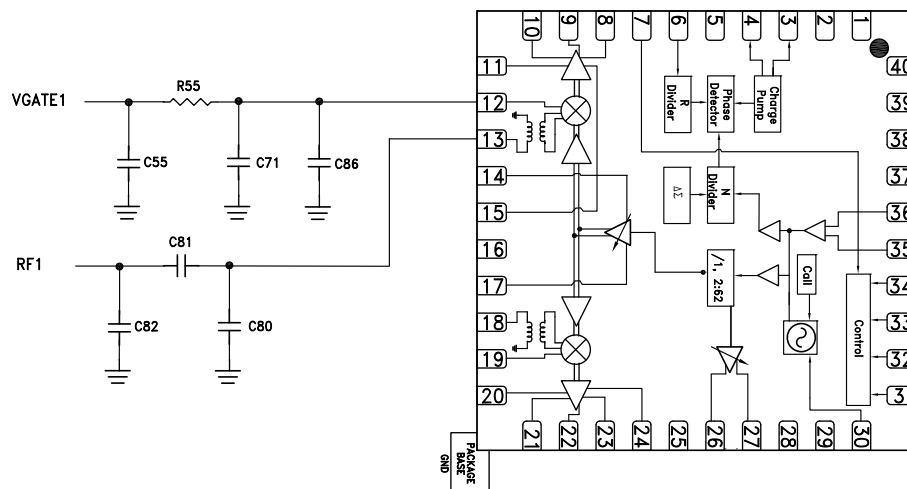 10
9
8
7
6
5
4
3
2
1
VGATE1
R55
C55
C71
C86
11
12
13
14
15
16
17
18
19
20
RF1
C81
C82
C80
R
Divider
Phase
Detector
Charge
Pump
N
Divider
ΔΣ
/1, 2:62
Call
Control
40
39
38
37
36
35
34
33
32
31
21
22
23
24
25
26
27
28
29
30
PACKAGE
BASE
GND